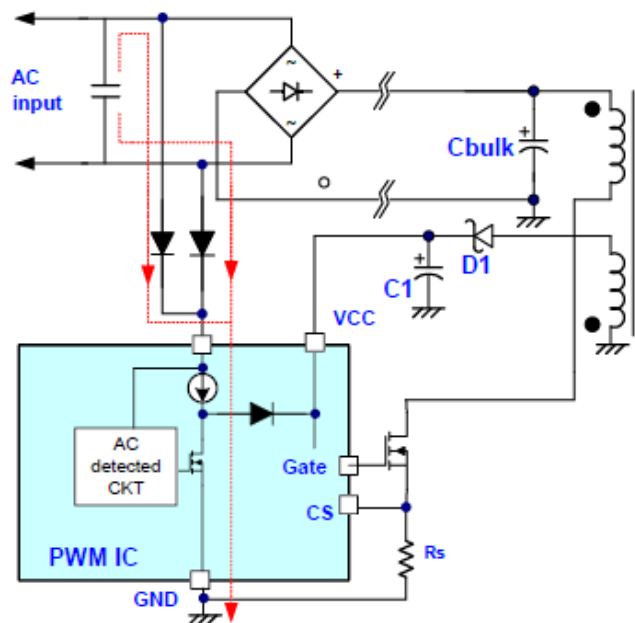 AC
input
~
+
~
+
Cbulk
+
C1
D1
VCC
AC
detected
CKT
Gate
CS
PWM IC
Rs
GND